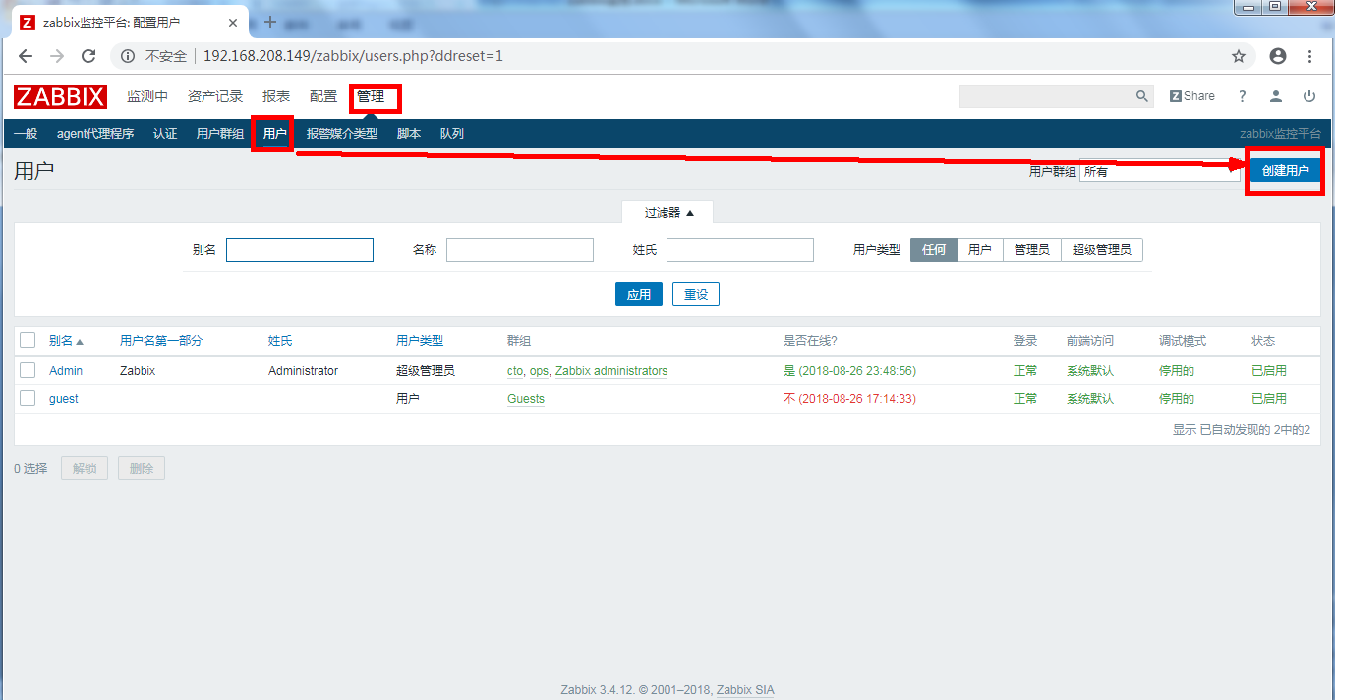 zabbix监控平台: 配置用户
不安全 192.168.208.149/zabbix/users.php?ddreset=1
ZABBIX 监测中 资产记录 报表 配置 管理 Z Share ?
一般 agent代理程序 认证 用户群组 用户 报警媒介类型 脚本 队列 zabbix监控平台
用户 用户群组 所有 创建用户
过滤器 ▲
别名 名称 姓氏 用户类型 任何 用户 管理员 超级管理员
应用 重设
别名 ▲ 用户名第一部分 姓氏 用户类型 群组 是否在线? 登录 前端访问 调试模式 状态
Admin Zabbix Administrator 超级管理员 cto, ops, Zabbix administrators 是 (2018-08-26 23:48:56) 正常 系统默认 停用的 已启用
guest 用户 Guests 不 (2018-08-26 17:14:33) 正常 系统默认 停用的 已启用
显示 已自动发现的 2中的2
0 选择 解锁 删除
Zabbix 3.4.12. © 2001–2018, Zabbix SIA